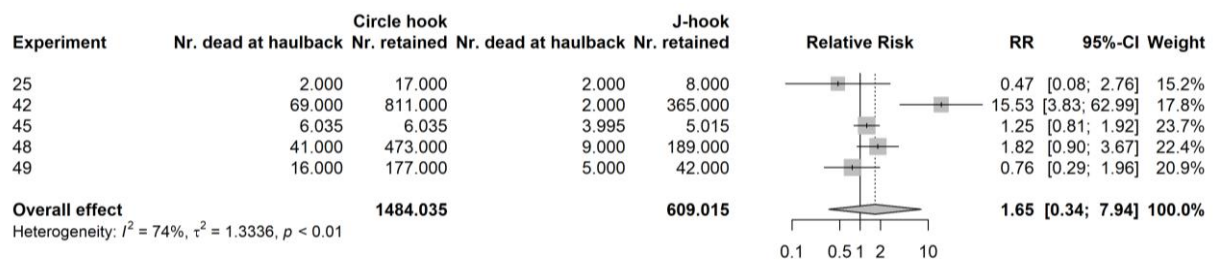 Circle hook J-hook
Experiment Nr. dead at haulback Nr. retained Nr. dead at haulback Nr. retained Relative Risk RR 95%-CI Weight
25 2.000 17.000 2.000 8.000 0.47 [0.08; 2.76] 15.2%
42 69.000 811.000 2.000 365.000 15.53 [3.83; 62.99] 17.8%
45 6.035 6.035 3.995 5.015 1.25 [0.81; 1.92] 23.7%
48 41.000 473.000 9.000 189.000 1.82 [0.90; 3.67] 22.4%
49 16.000 177.000 5.000 42.000 0.76 [0.29; 1.96] 20.9%
Overall effect 1484.035 609.015 1.65 [0.34; 7.94] 100.0%
Heterogeneity: I² = 74%, τ² = 1.3336, p < 0.01
0.1 0.5 1 2 10